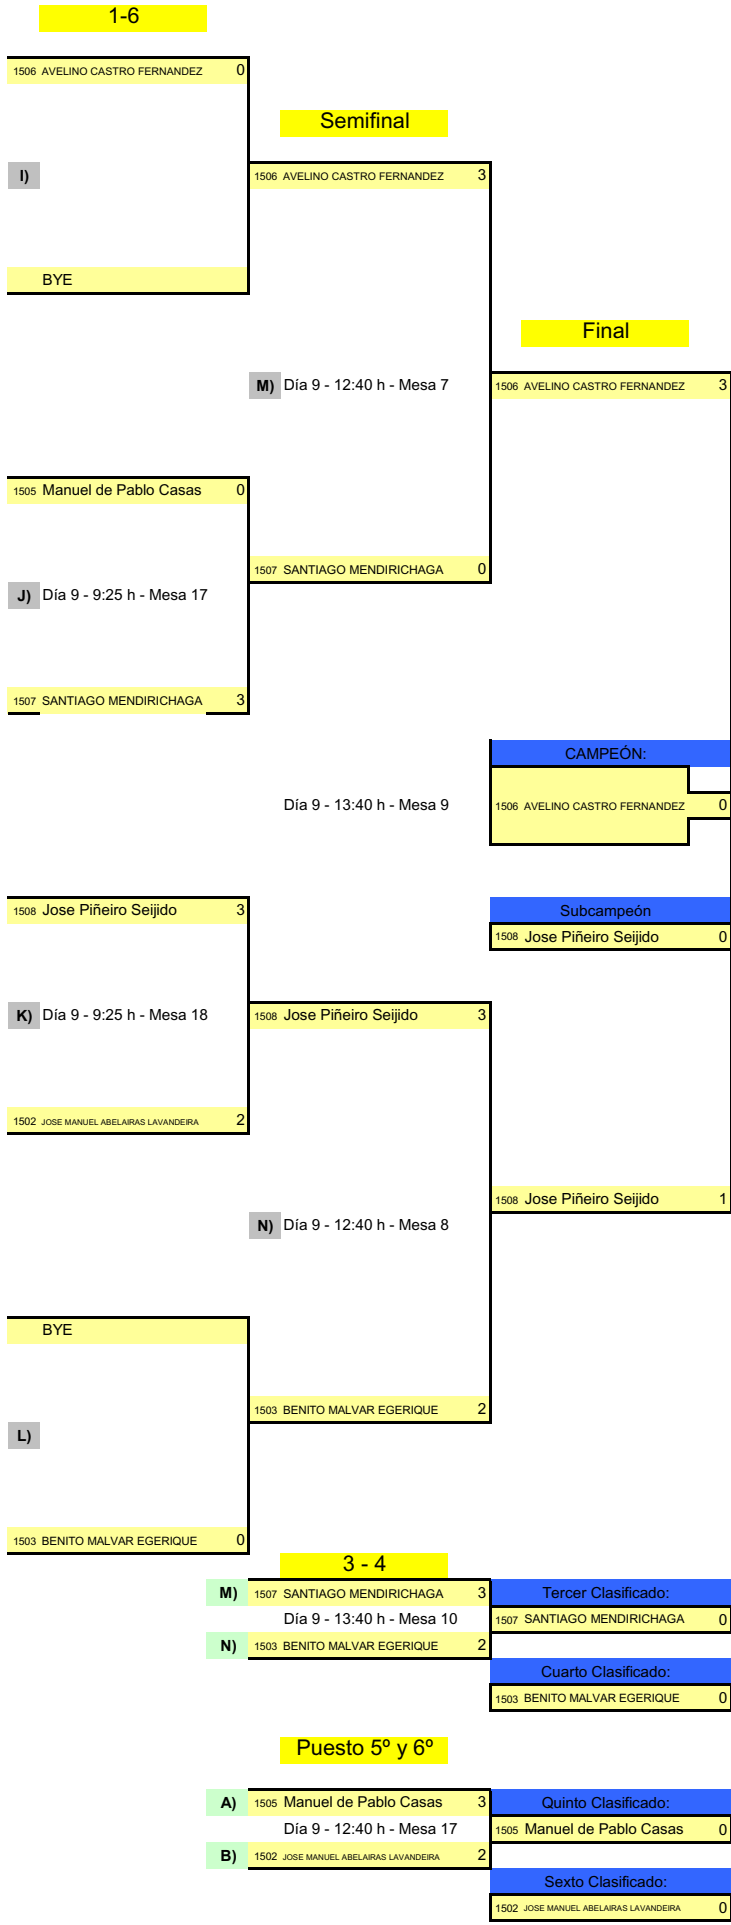 1-6
1506 AVELINO CASTRO FERNANDEZ 0
Semifinal
I)
1506 AVELINO CASTRO FERNANDEZ 3
BYE
Final
M) Día 9 - 12:40 h - Mesa 7
1506 AVELINO CASTRO FERNANDEZ 3
1505 Manuel de Pablo Casas 0
1507 SANTIAGO MENDIRICHAGA 0
J) Día 9 - 9:25 h - Mesa 17
1507 SANTIAGO MENDIRICHAGA 3
CAMPEÓN:
Día 9 - 13:40 h - Mesa 9
1506 AVELINO CASTRO FERNANDEZ 0
1508 Jose Piñeiro Seijido 3
Subcampeón
1508 Jose Piñeiro Seijido 0
K) Día 9 - 9:25 h - Mesa 18
1508 Jose Piñeiro Seijido 3
1502 JOSE MANUEL ABELAIRAS LAVANDEIRA 2
1508 Jose Piñeiro Seijido 1
N) Día 9 - 12:40 h - Mesa 8
BYE
1503 BENITO MALVAR EGERIQUE 2
L)
1503 BENITO MALVAR EGERIQUE 0
3 - 4
M) 1507 SANTIAGO MENDIRICHAGA 3
Tercer Clasificado:
Día 9 - 13:40 h - Mesa 10
1507 SANTIAGO MENDIRICHAGA 0
N) 1503 BENITO MALVAR EGERIQUE 2
Cuarto Clasificado:
1503 BENITO MALVAR EGERIQUE 0
Puesto 5º y 6º
A) 1505 Manuel de Pablo Casas 3
Quinto Clasificado:
Día 9 - 12:40 h - Mesa 17
1505 Manuel de Pablo Casas 0
B) 1502 JOSE MANUEL ABELAIRAS LAVANDEIRA 2
Sexto Clasificado:
1502 JOSE MANUEL ABELAIRAS LAVANDEIRA 0